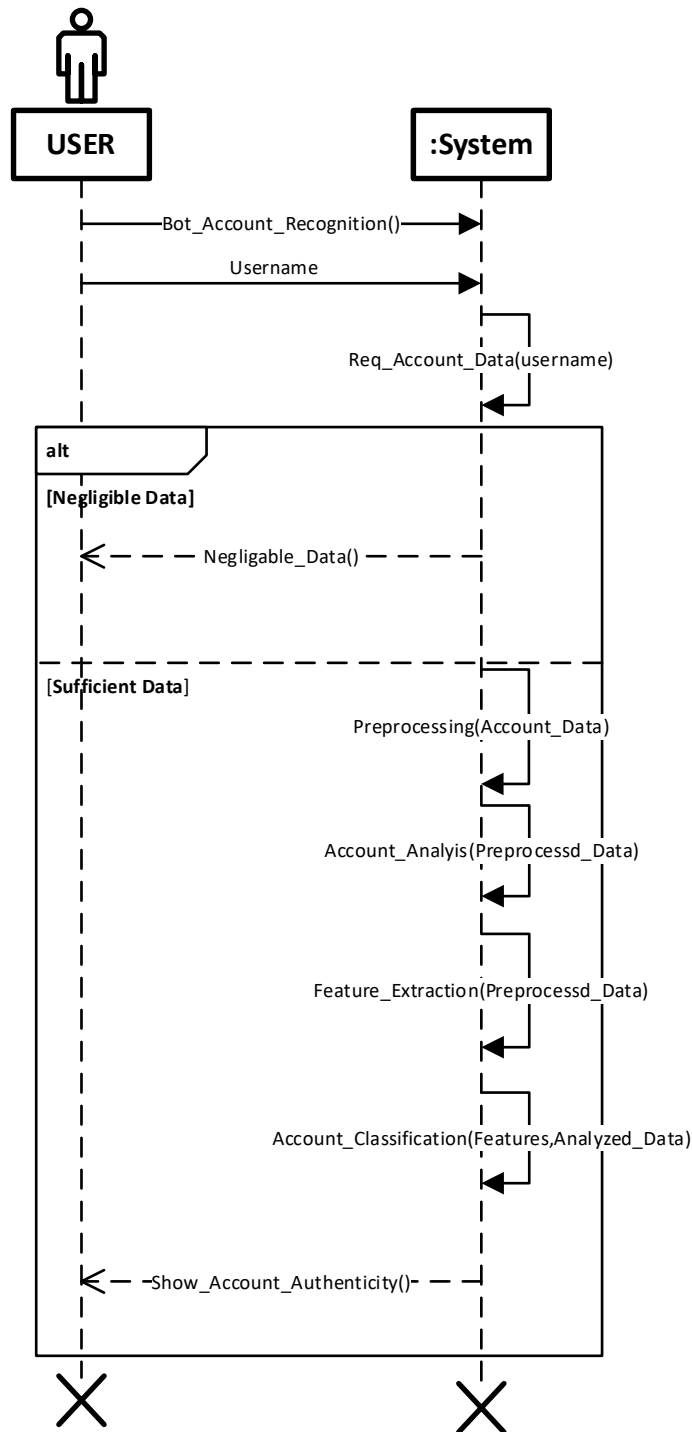 USER
:System
Bot_Account_Recognition()
Username
Req_Account_Data(username)
alt
[Negligible Data]
Negligable_Data()
[Sufficient Data]
Preprocessing(Account_Data)
Account_Analyis(Preprocessd_Data)
Feature_Extraction(Preprocessd_Data)
Account_Classification(Features,Analyzed_Data)
Show_Account_Authenticity()